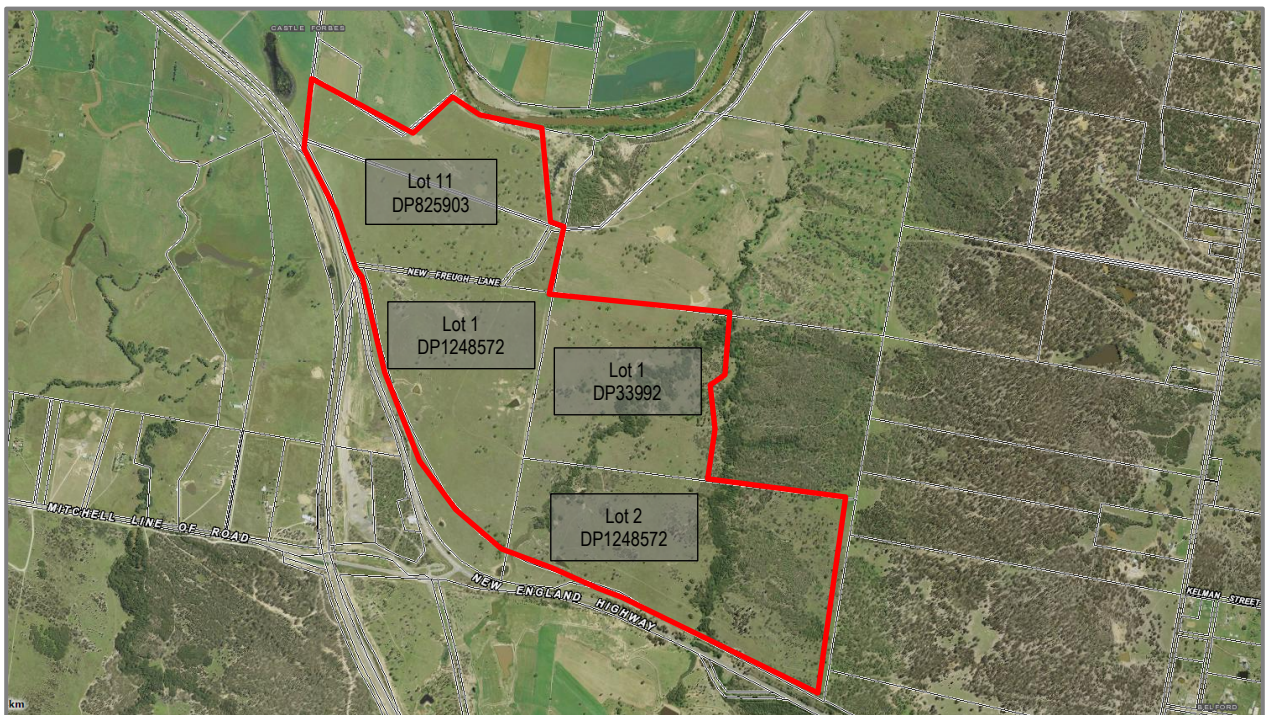 CASTLE FORBES
Lot 11
DP825903
NEW FREUGH LANE
Lot 1
DP1248572
Lot 1
DP33992
Lot 2
DP1248572
MITCHELL LINE OF ROAD
NEW ENGLAND HIGHWAY
KELMAN STREET
km
BELFORD